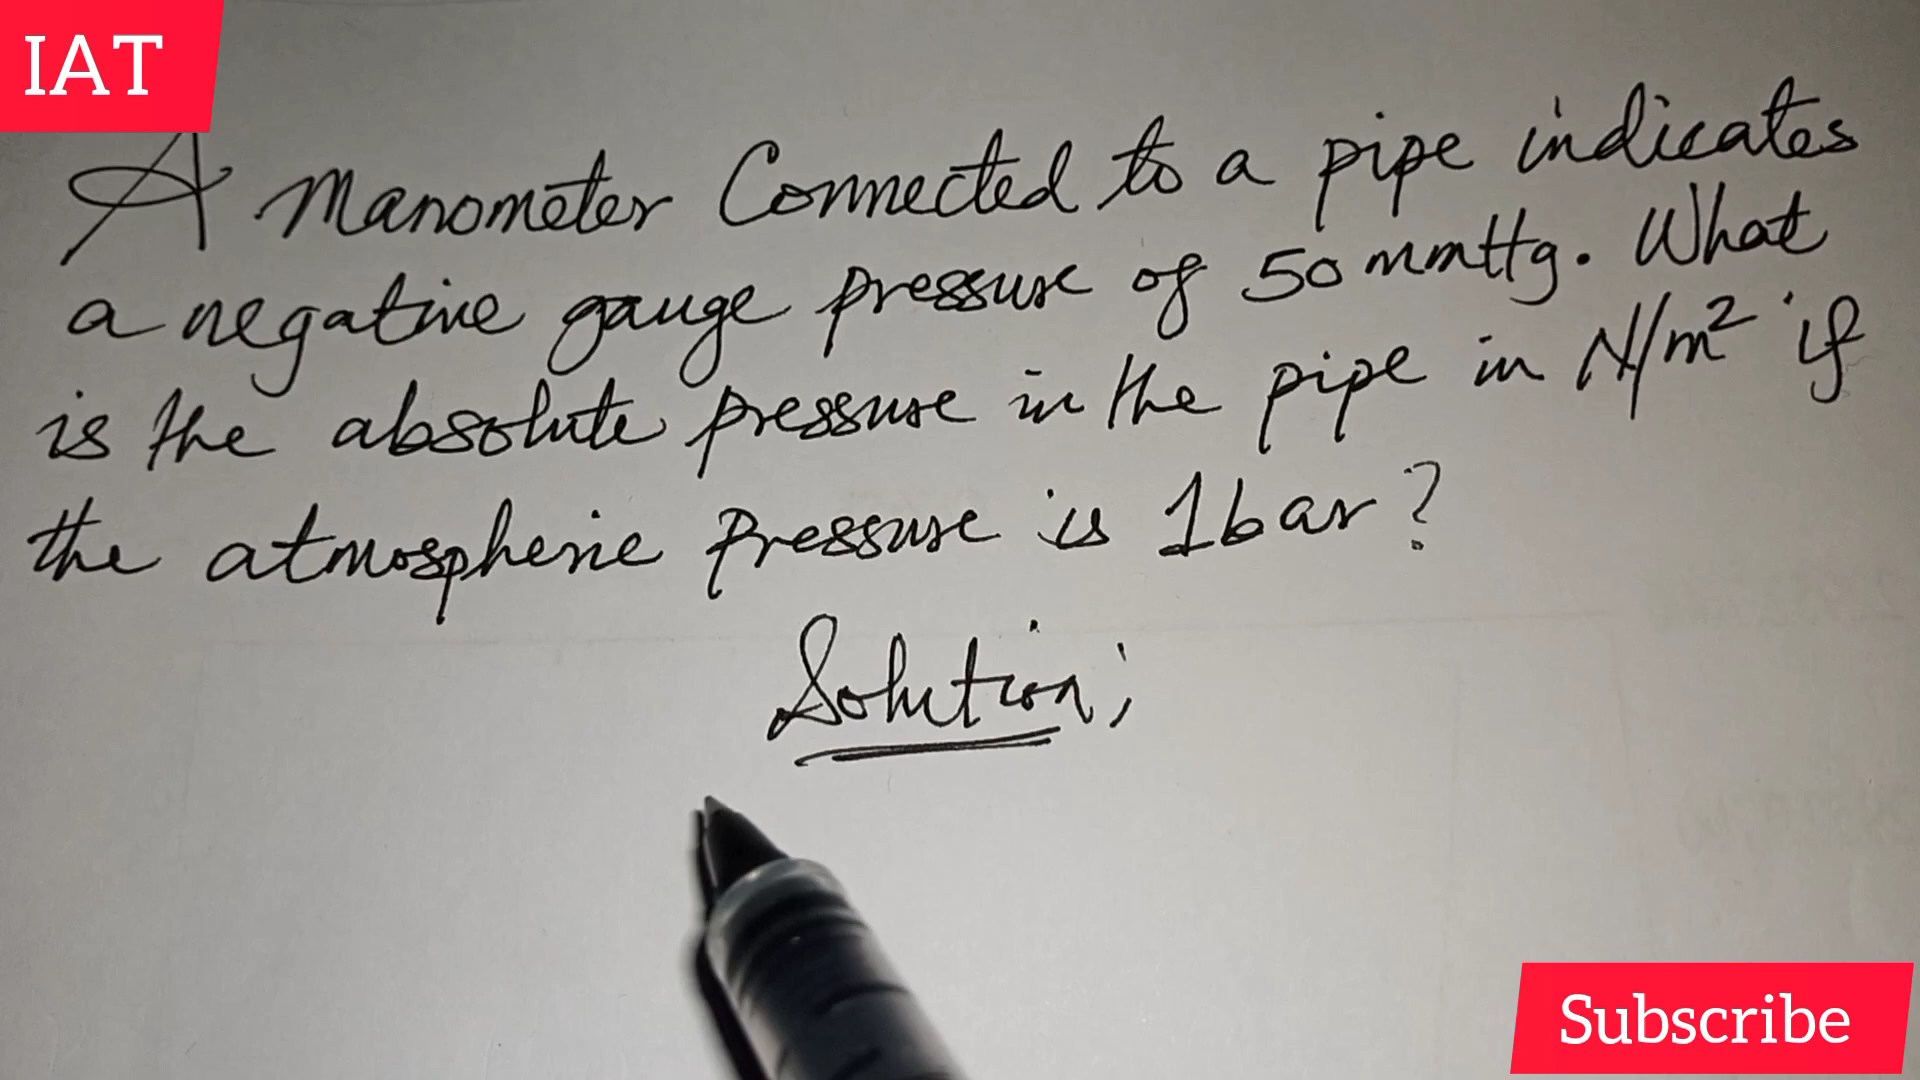 IAT
A Manometer Connected to a pipe indicates
a negative gauge pressure of 50 mmHg. What
is the absolute pressure in the pipe in N/m² if
the atmospheric Pressure is 1bar?
Solution;
Subscribe